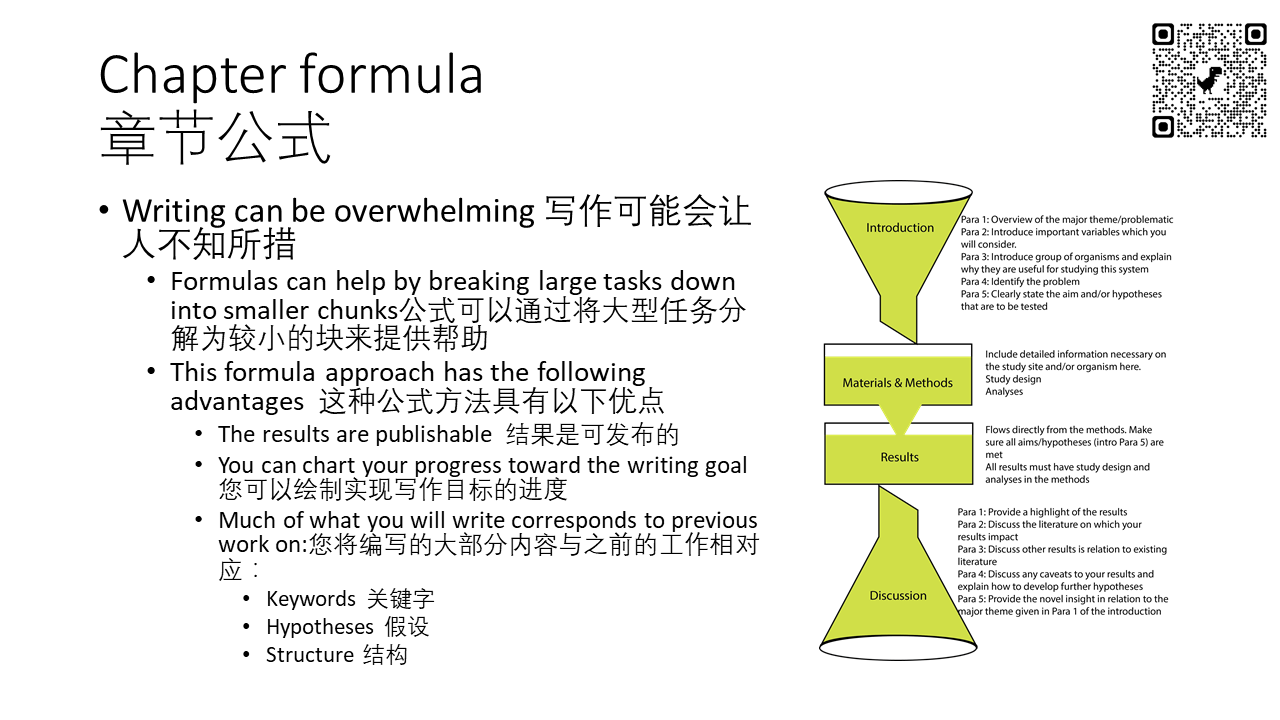 Chapter formula
章节公式
• Writing can be overwhelming 写作可能会让
人不知所措
• Formulas can help by breaking large tasks down
into smaller chunks公式可以通过将大型任务分
解为较小的块来提供帮助
• This formula approach has the following
advantages 这种公式方法具有以下优点
• The results are publishable 结果是可发布的
• You can chart your progress toward the writing goal
您可以绘制实现写作目标的进度
• Much of what you will write corresponds to previous
work on:您将编写的大部分内容与之前的工作相对
应：
• Keywords 关键字
• Hypotheses 假设
• Structure 结构
Introduction
Para 1: Overview of the major theme/problematic
Para 2: Introduce important variables which you
will consider.
Para 3: Introduce group of organisms and explain
why they are useful for studying this system
Para 4: Identify the problem
Para 5: Clearly state the aim and/or hypotheses
that are to be tested
Materials & Methods
Include detailed information necessary on
the study site and/or organism here.
Study design
Analyses
Results
Flows directly from the methods. Make
sure all aims/hypotheses (intro Para 5) are
met
All results must have study design and
analyses in the methods
Discussion
Para 1: Provide a highlight of the results
Para 2: Discuss the literature on which your
results impact
Para 3: Discuss other results is relation to existing
literature
Para 4: Discuss any caveats to your results and
explain how to develop further hypotheses
Para 5: Provide the novel insight in relation to the
major theme given in Para 1 of the introduction